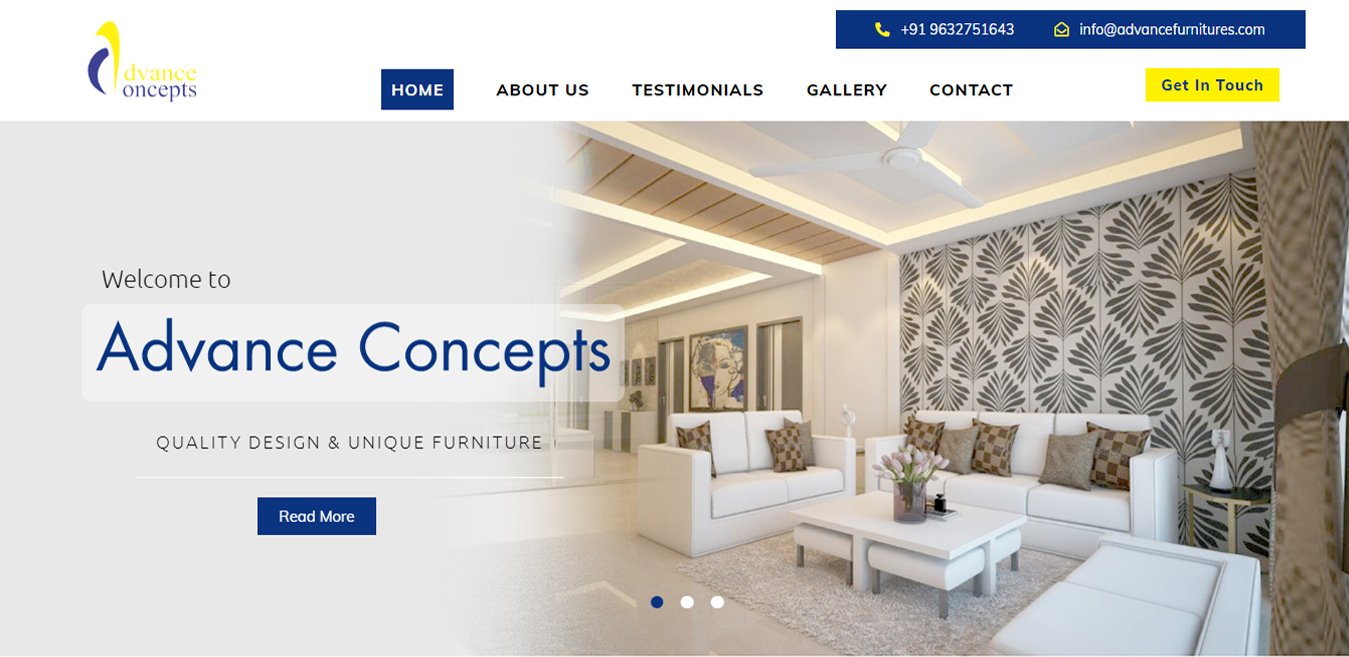 +91 9632751643 info@advancefurnitures.com
dvance
oncepts
HOME ABOUT US TESTIMONIALS GALLERY CONTACT
Get In Touch
Welcome to
Advance Concepts
QUALITY DESIGN & UNIQUE FURNITURE
Read More